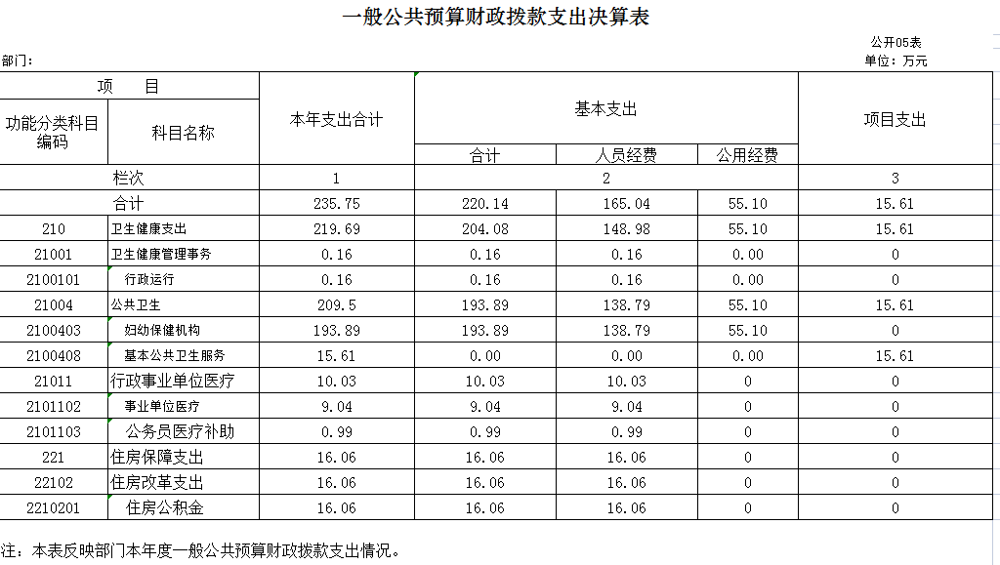 一般公共预算财政拨款支出决算表
公开05表
部门：
单位：万元
项 目 本年支出合计 基本支出 项目支出
功能分类科目编码 科目名称 合计 人员经费 公用经费
栏次 1 2 3
合计 235.75 220.14 165.04 55.10 15.61
210 卫生健康支出 219.69 204.08 148.98 55.10 15.61
21001 卫生健康管理事务 0.16 0.16 0.16 0.00 0
2100101 行政运行 0.16 0.16 0.16 0.00 0
21004 公共卫生 209.5 193.89 138.79 55.10 15.61
2100403 妇幼保健机构 193.89 193.89 138.79 55.10 0
2100408 基本公共卫生服务 15.61 0.00 0.00 0.00 15.61
21011 行政事业单位医疗 10.03 10.03 10.03 0 0
2101102 事业单位医疗 9.04 9.04 9.04 0 0
2101103 公务员医疗补助 0.99 0.99 0.99 0 0
221 住房保障支出 16.06 16.06 16.06 0 0
22102 住房改革支出 16.06 16.06 16.06 0 0
2210201 住房公积金 16.06 16.06 16.06 0 0
注：本表反映部门本年度一般公共预算财政拨款支出情况。